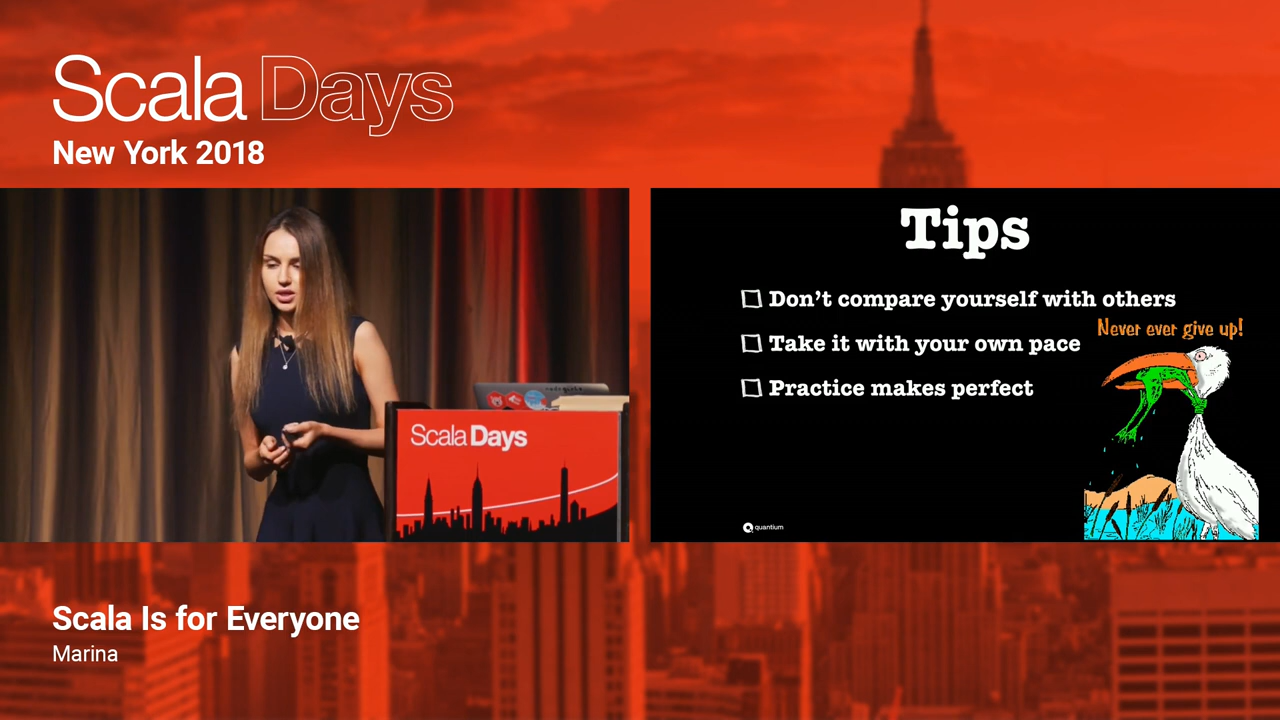 Scala Days
New York 2018
Tips
Don't compare yourself with others
Never ever give up!
Take it with your own pace
Practice makes perfect
Scala Days
quantium
Scala Is for Everyone
Marina